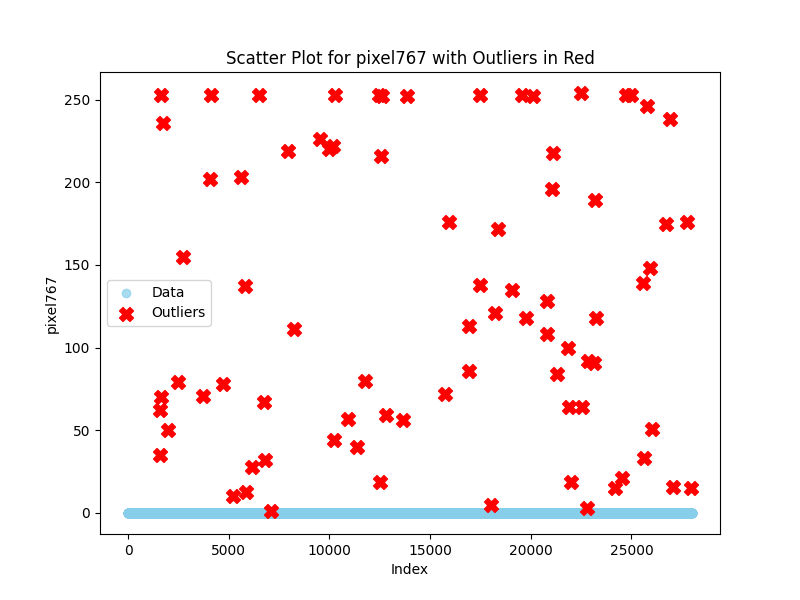 Scatter Plot for pixel767 with Outliers in Red
250
200
150
100
50
0
pixel767
Data
Outliers
0 5000 10000 15000 20000 25000
Index